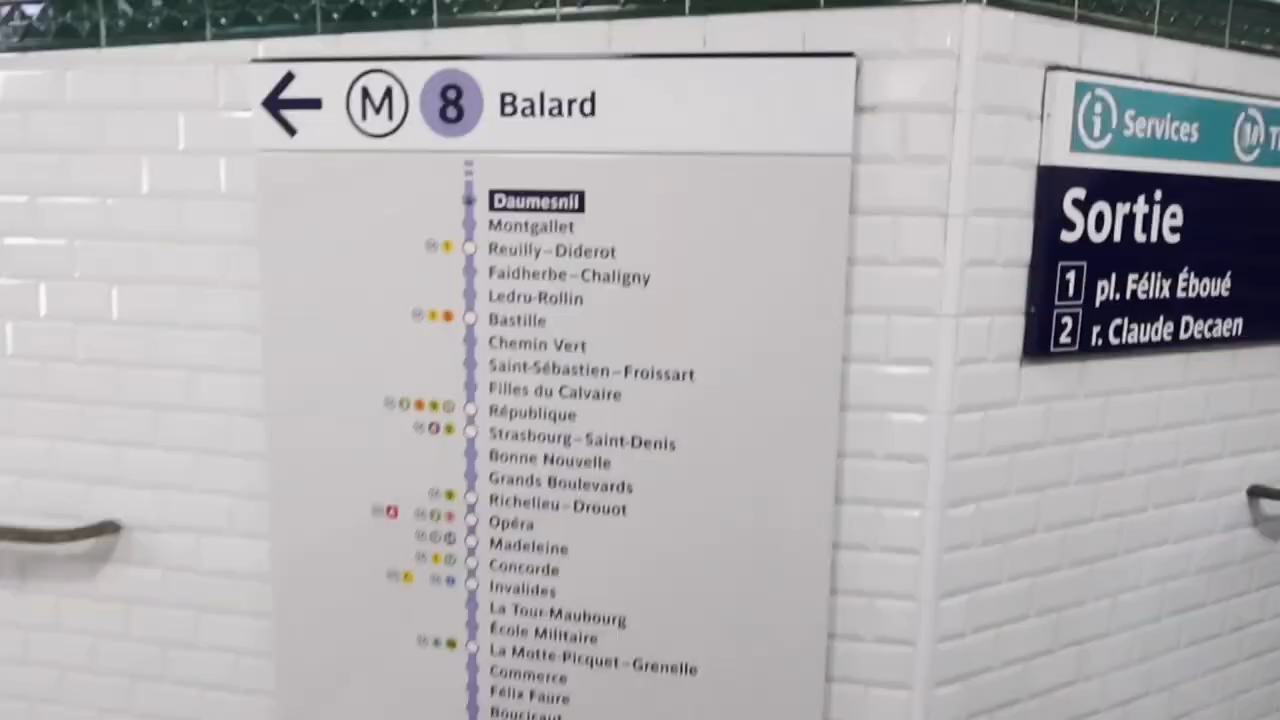 M 8 Balard
Daumesnil
Montgallet
Reuilly–Diderot
Faidherbe–Chaligny
Ledru-Rollin
Bastille
Chemin Vert
Saint-Sébastien–Froissart
Filles du Calvaire
République
Strasbourg–Saint-Denis
Bonne Nouvelle
Grands Boulevards
Richelieu–Drouot
Opéra
Madeleine
Concorde
Invalides
La Tour-Maubourg
École Militaire
La Motte-Picquet–Grenelle
Commerce
Félix Faure
Boucicaut
i Services
Sortie
1 pl. Félix Éboué
2 r. Claude Decaen